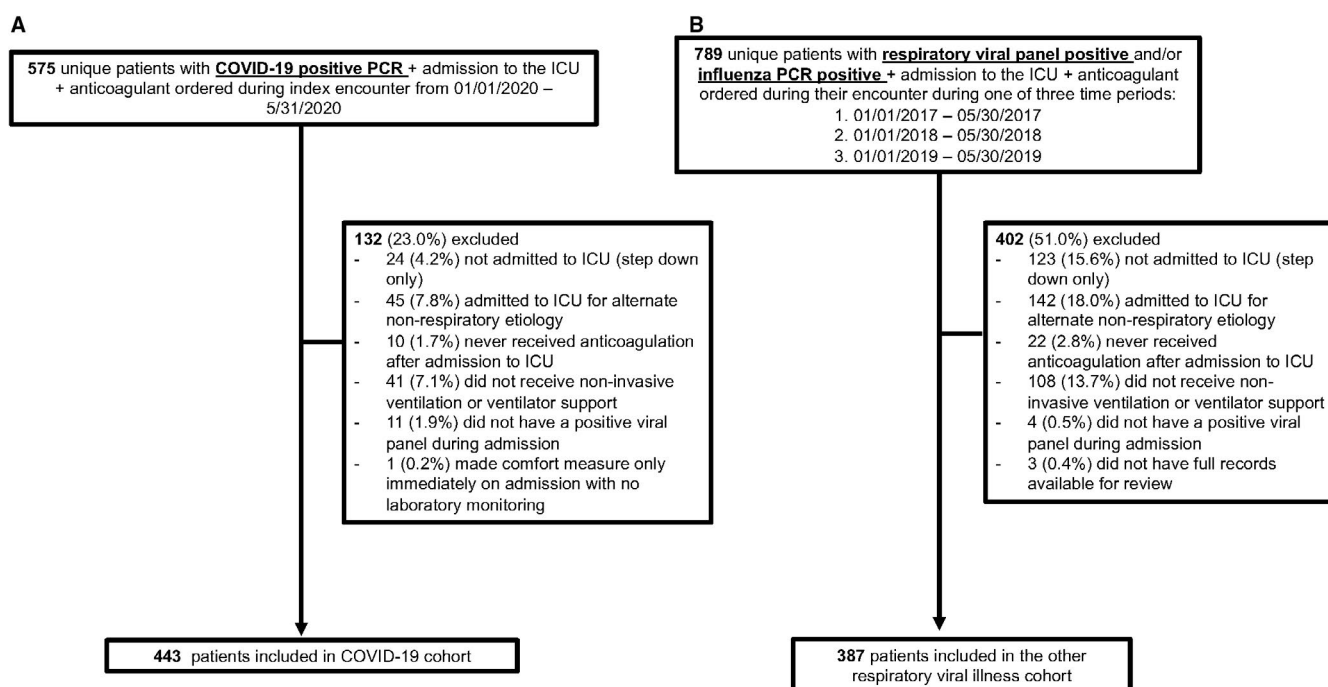 A
575 unique patients with COVID-19 positive PCR + admission to the ICU
+ anticoagulant ordered during index encounter from 01/01/2020 –
5/31/2020
132 (23.0%) excluded
- 24 (4.2%) not admitted to ICU (step down
only)
- 45 (7.8%) admitted to ICU for alternate
non-respiratory etiology
- 10 (1.7%) never received anticoagulation
after admission to ICU
- 41 (7.1%) did not receive non-invasive
ventilation or ventilator support
- 11 (1.9%) did not have a positive viral
panel during admission
- 1 (0.2%) made comfort measure only
immediately on admission with no
laboratory monitoring
443 patients included in COVID-19 cohort
B
789 unique patients with respiratory viral panel positive and/or
influenza PCR positive + admission to the ICU + anticoagulant
ordered during their encounter during one of three time periods:
1. 01/01/2017 – 05/30/2017
2. 01/01/2018 – 05/30/2018
3. 01/01/2019 – 05/30/2019
402 (51.0%) excluded
- 123 (15.6%) not admitted to ICU (step
down only)
- 142 (18.0%) admitted to ICU for
alternate non-respiratory etiology
- 22 (2.8%) never received
anticoagulation after admission to ICU
- 108 (13.7%) did not receive non-
invasive ventilation or ventilator support
- 4 (0.5%) did not have a positive viral
panel during admission
- 3 (0.4%) did not have full records
available for review
387 patients included in the other
respiratory viral illness cohort